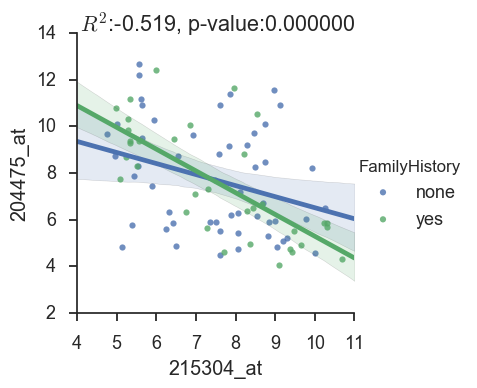 R²:-0.519, p-value:0.000000
14
12
10
8
6
4
2
204475_at
4 5 6 7 8 9 10 11
215304_at
FamilyHistory
none
yes